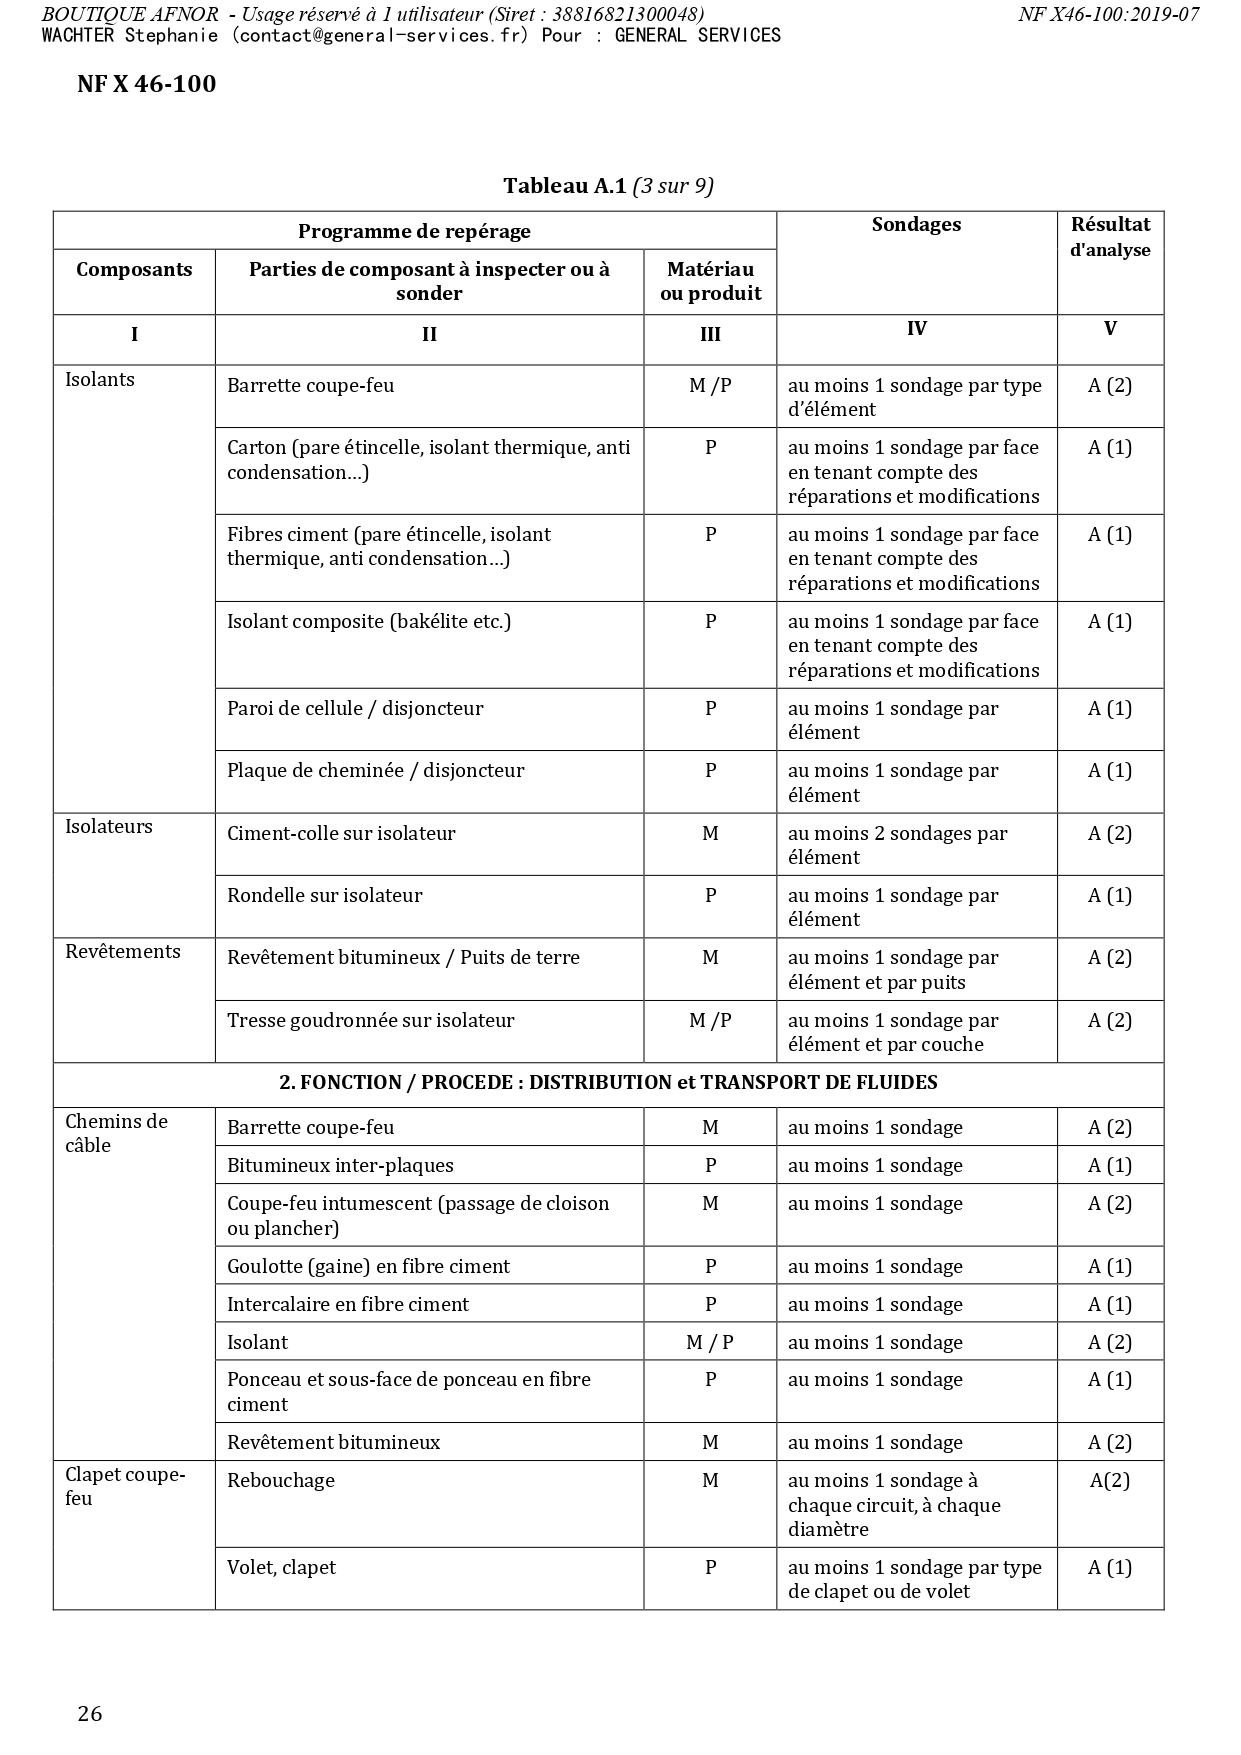 BOUTIQUE AFNOR - Usage réservé à 1 utilisateur (Siret : 38816821300048) NF X46-100:2019-07
WACHTER Stephanie (contact@general-services.fr) Pour : GENERAL SERVICES
NF X 46-100
Tableau A.1 (3 sur 9)
Programme de repérage Sondages Résultat
d'analyse
Composants Parties de composant à inspecter ou à Matériau
sonder ou produit
I II III IV V
Isolants Barrette coupe-feu M /P au moins 1 sondage par type A (2)
d’élément
Carton (pare étincelle, isolant thermique, anti P au moins 1 sondage par face A (1)
condensation…) en tenant compte des
réparations et modifications
Fibres ciment (pare étincelle, isolant P au moins 1 sondage par face A (1)
thermique, anti condensation…) en tenant compte des
réparations et modifications
Isolant composite (bakélite etc.) P au moins 1 sondage par face A (1)
en tenant compte des
réparations et modifications
Paroi de cellule / disjoncteur P au moins 1 sondage par A (1)
élément
Plaque de cheminée / disjoncteur P au moins 1 sondage par A (1)
élément
Isolateurs Ciment-colle sur isolateur M au moins 2 sondages par A (2)
élément
Rondelle sur isolateur P au moins 1 sondage par A (1)
élément
Revêtements Revêtement bitumineux / Puits de terre M au moins 1 sondage par A (2)
élément et par puits
Tresse goudronnée sur isolateur M /P au moins 1 sondage par A (2)
élément et par couche
2. FONCTION / PROCEDE : DISTRIBUTION et TRANSPORT DE FLUIDES
Chemins de Barrette coupe-feu M au moins 1 sondage A (2)
câble
Bitumineux inter-plaques P au moins 1 sondage A (1)
Coupe-feu intumescent (passage de cloison M au moins 1 sondage A (2)
ou plancher)
Goulotte (gaine) en fibre ciment P au moins 1 sondage A (1)
Intercalaire en fibre ciment P au moins 1 sondage A (1)
Isolant M / P au moins 1 sondage A (2)
Ponceau et sous-face de ponceau en fibre P au moins 1 sondage A (1)
ciment
Revêtement bitumineux M au moins 1 sondage A (2)
Clapet coupe- Rebouchage M au moins 1 sondage à A(2)
feu chaque circuit, à chaque
diamètre
Volet, clapet P au moins 1 sondage par type A (1)
de clapet ou de volet
26